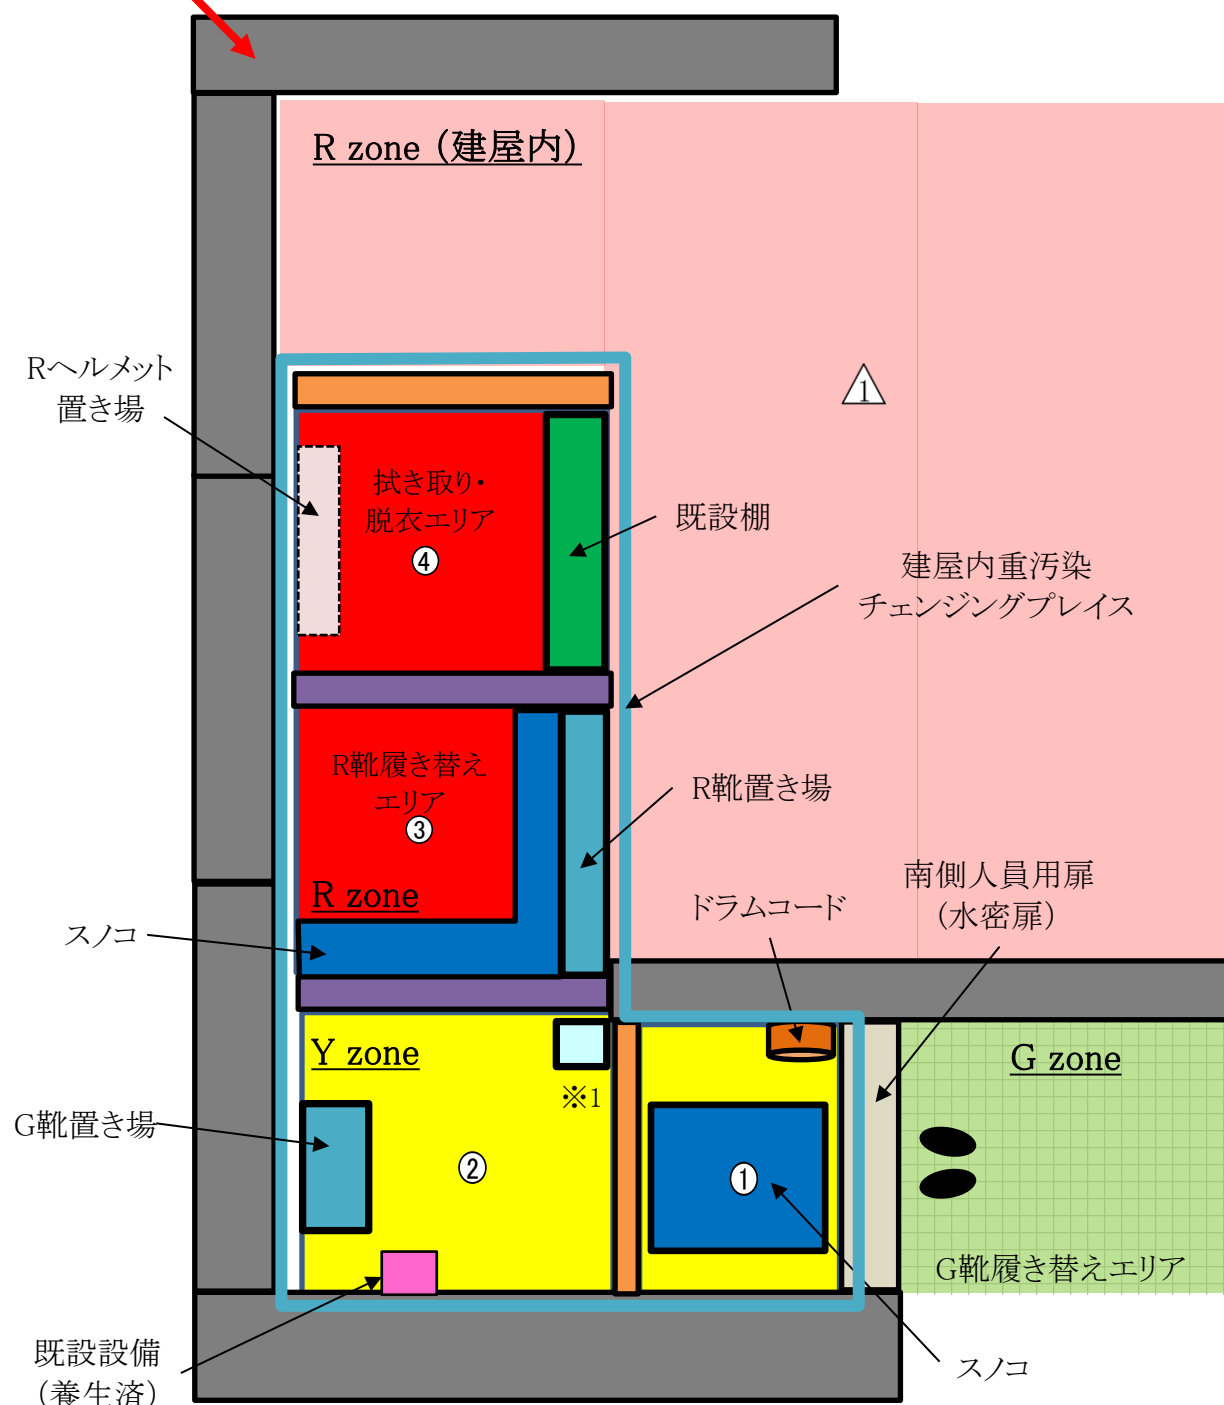 R zone（建屋内）
1
Rヘルメット
置き場
拭き取り・
脱衣エリア
④
既設棚
建屋内重汚染
チェンジングプレイス
R靴履き替え
エリア
③
R靴置き場
R zone
スノコ
ドラムコード
南側人員用扉
（水密扉）
Y zone
※1
G zone
G靴置き場
②
①
G靴履き替えエリア
既設設備
（養生済）
スノコ